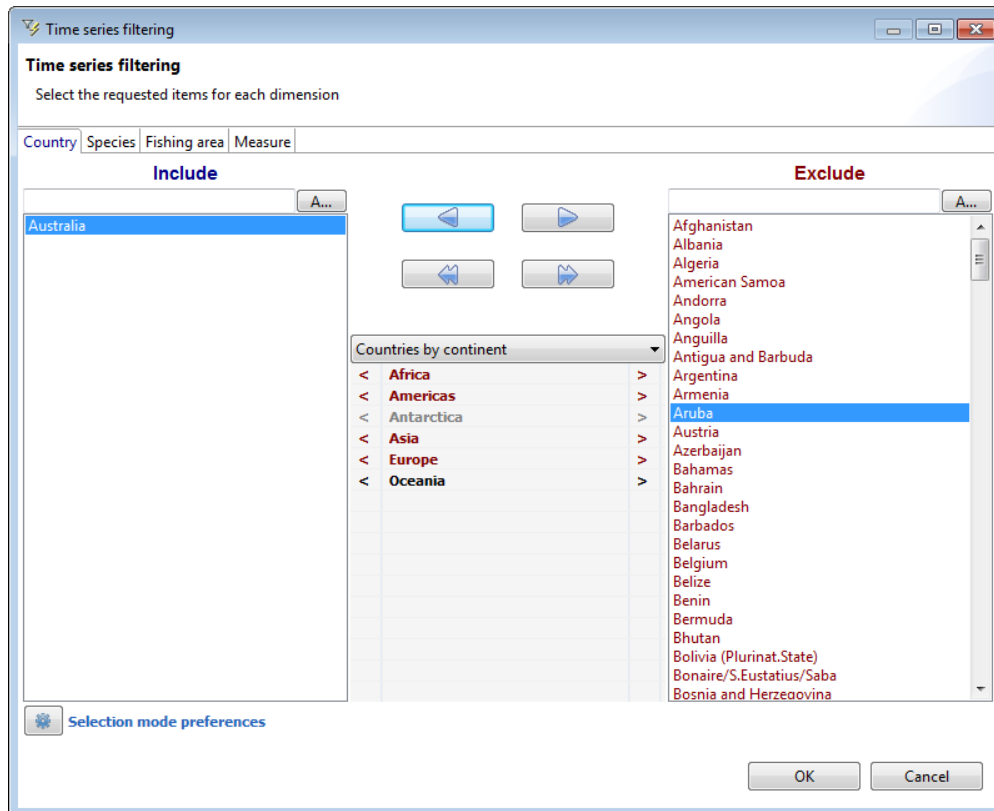 Time series filtering
Time series filtering
Select the requested items for each dimension
Country Species Fishing area Measure
Include
Exclude
A...
A...
Australia
Countries by continent
< Africa >
< Americas >
< Antarctica >
< Asia >
< Europe >
< Oceania >
Afghanistan
Albania
Algeria
American Samoa
Andorra
Angola
Anguilla
Antigua and Barbuda
Argentina
Armenia
Aruba
Austria
Azerbaijan
Bahamas
Bahrain
Bangladesh
Barbados
Belarus
Belgium
Belize
Benin
Bermuda
Bhutan
Bolivia (Plurinat.State)
Bonaire/S.Eustatius/Saba
Bosnia and Herzegovina
Selection mode preferences
OK Cancel